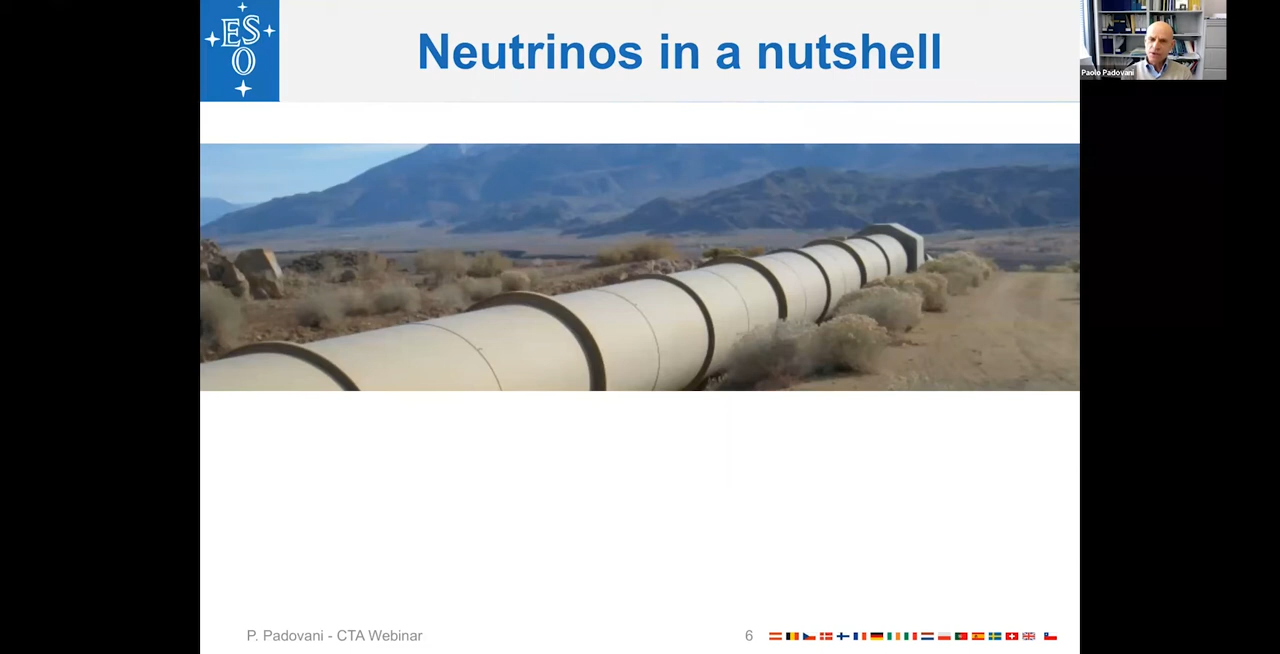 ESO
Neutrinos in a nutshell
Paolo Padovani
P. Padovani - CTA Webinar
6